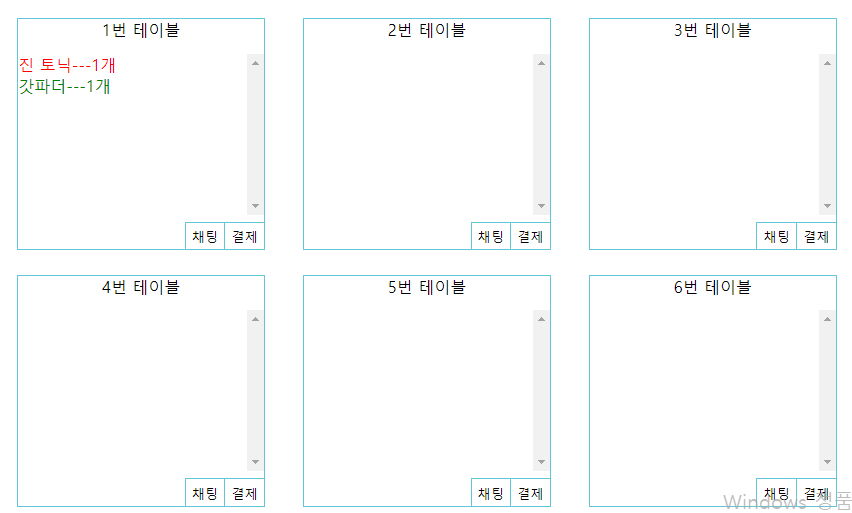 1번 테이블
진 토닉---1개
갓파더---1개
채팅 결제
2번 테이블
채팅 결제
3번 테이블
채팅 결제
4번 테이블
채팅 결제
5번 테이블
채팅 결제
6번 테이블
채팅 결제
Windows 정품